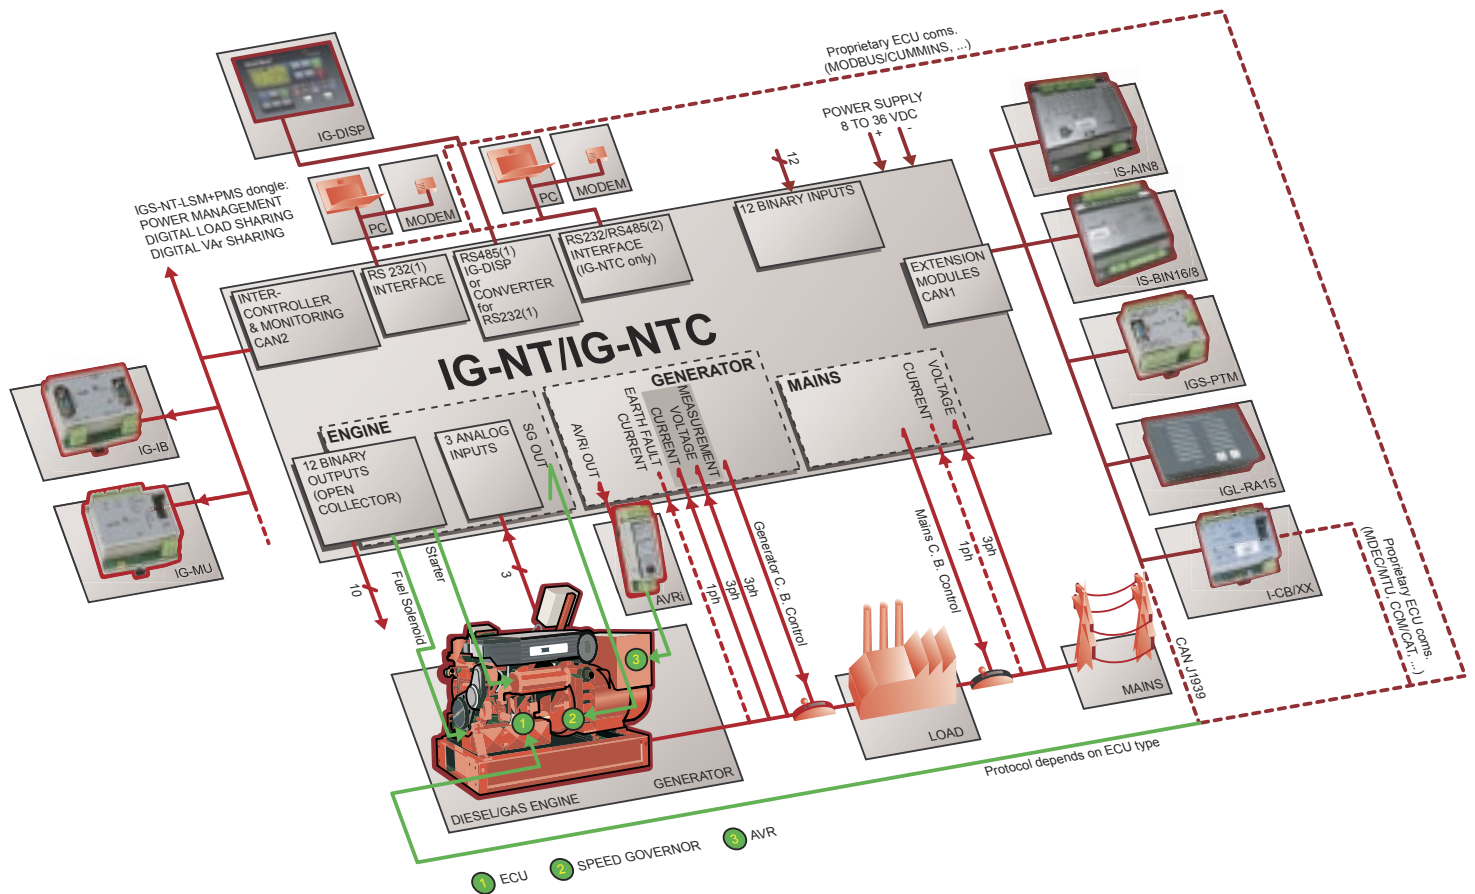 Proprietary ECU coms.
(MODBUS/CUMMINS, ...)
POWER SUPPLY
8 TO 36 VDC
+ -
IG-DISP
PC
MODEM
PC
MODEM
12
IS-AIN8
IGS-NT-LSM+PMS dongle:
POWER MANAGEMENT
DIGITAL LOAD SHARING
DIGITAL VAr SHARING
12 BINARY INPUTS
RS232/RS485(2)
INTERFACE
(IG-NTC only)
RS485(1)
IG-DISP
or
CONVERTER
for
RS232(1)
RS 232(1)
INTERFACE
INTER-
CONTROLLER
& MONITORING
CAN2
EXTENSION
MODULES
CAN1
IS-BIN16/8
IG-NT/IG-NTC
IGS-PTM
IG-IB
IG-MU
ENGINE
12 BINARY
OUTPUTS
(OPEN
COLLECTOR)
3 ANALOG
INPUTS
SG OUT
GENERATOR
AVRi OUT
EARTH FAULT
CURRENT
MEASUREMENT
VOLTAGE
CURRENT
MAINS
VOLTAGE
CURRENT
IGL-RA15
I-CB/XX
Proprietary ECU coms.
(MDEC/MTU, CCM/CAT, ...)
10
Fuel Solenoid
Starter
3
AVRi
1ph
3ph
3ph
Generator C. B. Control
Mains C. B. Control
1ph
3ph
CAN J1939
MAINS
LOAD
3
2
1
GENERATOR
DIESEL/GAS ENGINE
Protocol depends on ECU type
1 ECU
2 SPEED GOVERNOR
3 AVR